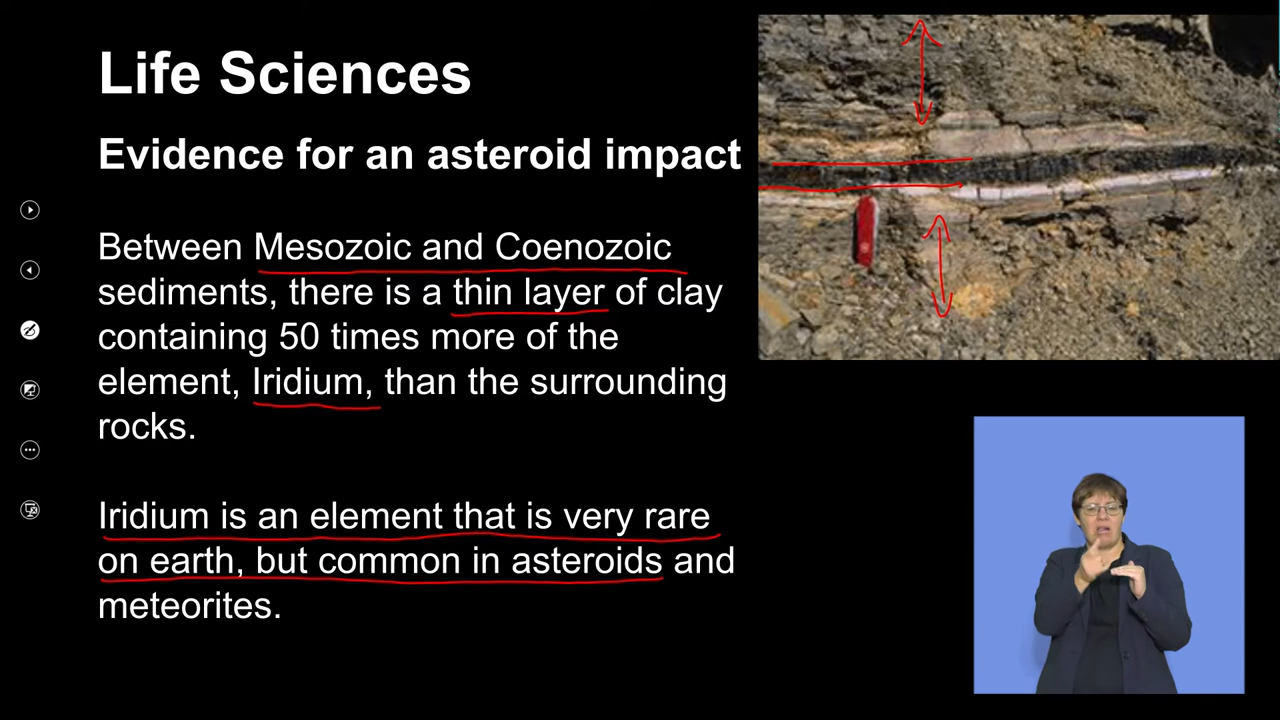 Life Sciences
Evidence for an asteroid impact
Between Mesozoic and Coenozoic
sediments, there is a thin layer of clay
containing 50 times more of the
element, Iridium, than the surrounding
rocks.
Iridium is an element that is very rare
on earth, but common in asteroids and
meteorites.